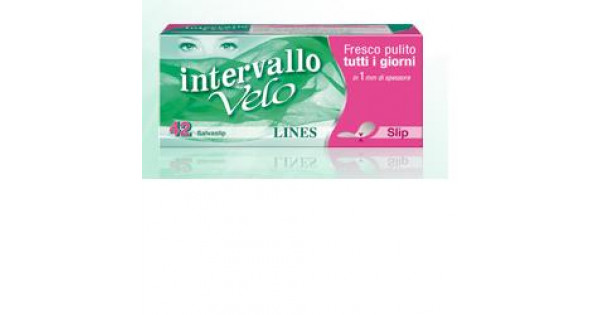 intervallo
Velo
42 Salvaslip
LINES
Fresco pulito
tutti i giorni
in 1 mm di spessore
Slip